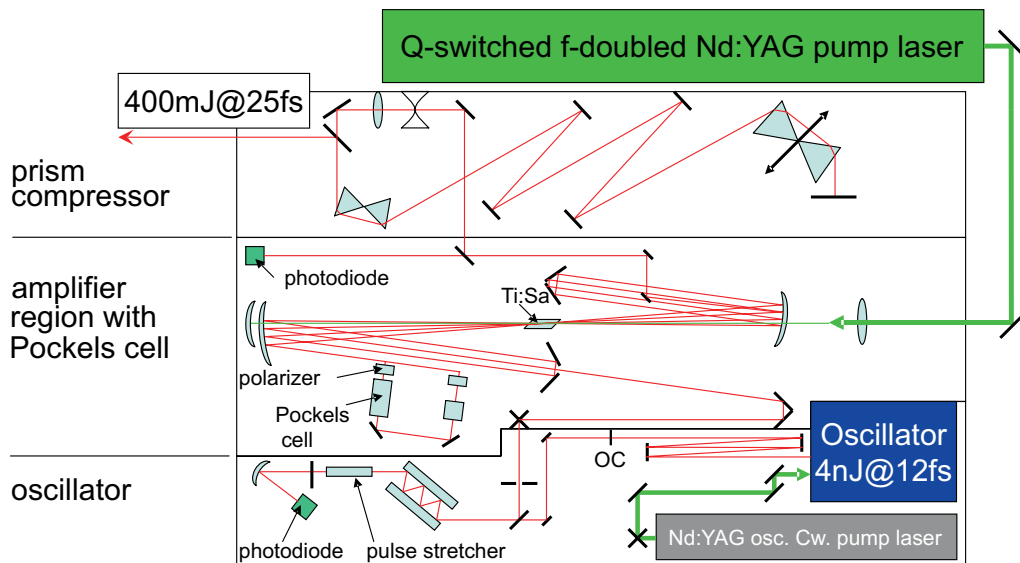 Q-switched f-doubled Nd:YAG pump laser
400mJ@25fs
prism
compressor
photodiode
Ti:Sa
amplifier
region with
Pockels cell
polarizer
Pockels
cell
OC
Oscillator
4nJ@12fs
oscillator
photodiode
pulse stretcher
Nd:YAG osc. Cw. pump laser